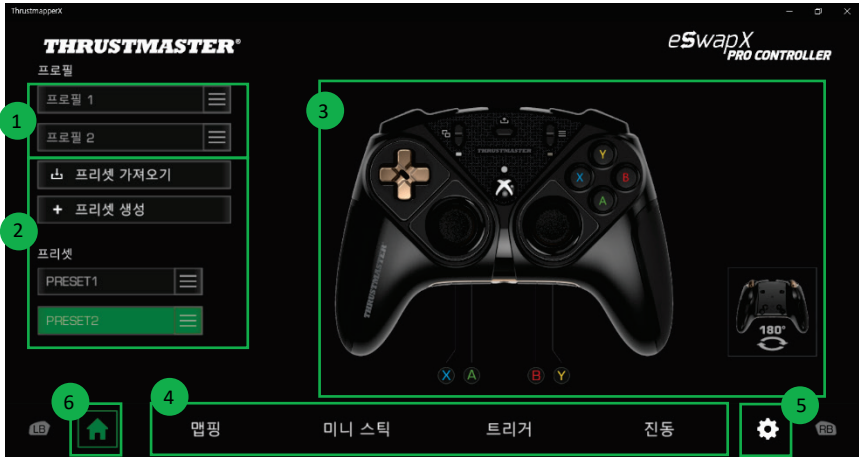 ThrustmapperX
THRUSTMASTER®
eSwapX
PRO CONTROLLER
프로필
1
프로필 1
프로필 2
2
프리셋 가져오기
프리셋 생성
프리셋
PRESET1
PRESET2
3
THRUSTMASTER
Y
X
B
A
THRUSTMASTER
180°
X A B Y
6
4
5
LB
맵핑
미니 스틱
트리거
진동
RB